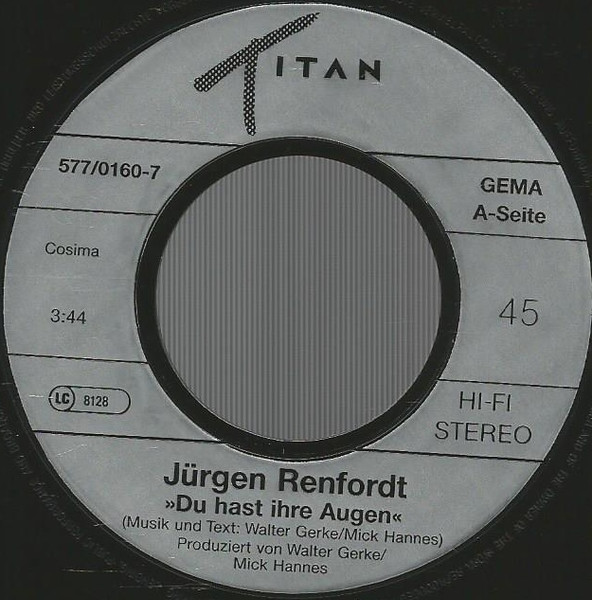 TITAN
577/0160-7
GEMA
A-Seite
Cosima
3:44
45
LC 8128
HI-FI
STEREO
Jürgen Renfordt
»Du hast ihre Augen«
(Musik und Text: Walter Gerke/Mick Hannes)
Produziert von Walter Gerke/
Mick Hannes